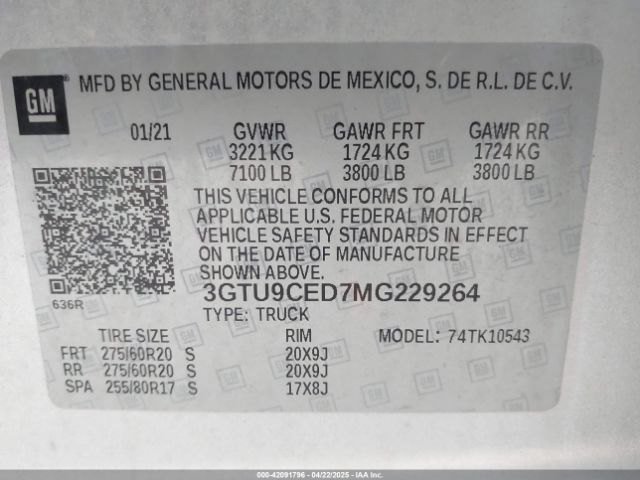 GM
MFD BY GENERAL MOTORS DE MEXICO, S. DE R.L. DE C.V.
01/21 GVWR GAWR FRT GAWR RR
3221 KG 1724 KG 1724 KG
7100 LB 3800 LB 3800 LB
THIS VEHICLE CONFORMS TO ALL
APPLICABLE U.S. FEDERAL MOTOR
VEHICLE SAFETY STANDARDS IN EFFECT
ON THE DATE OF MANUFACTURE
SHOWN ABOVE.
636R
3GTU9CED7MG229264
TYPE: TRUCK
TIRE SIZE RIM MODEL: 74TK10543
FRT 275/60R20 S 20X9J
RR 275/60R20 S 20X9J
SPA 255/80R17 S 17X8J
000-42091796 - 04/22/2025 - IAA Inc.